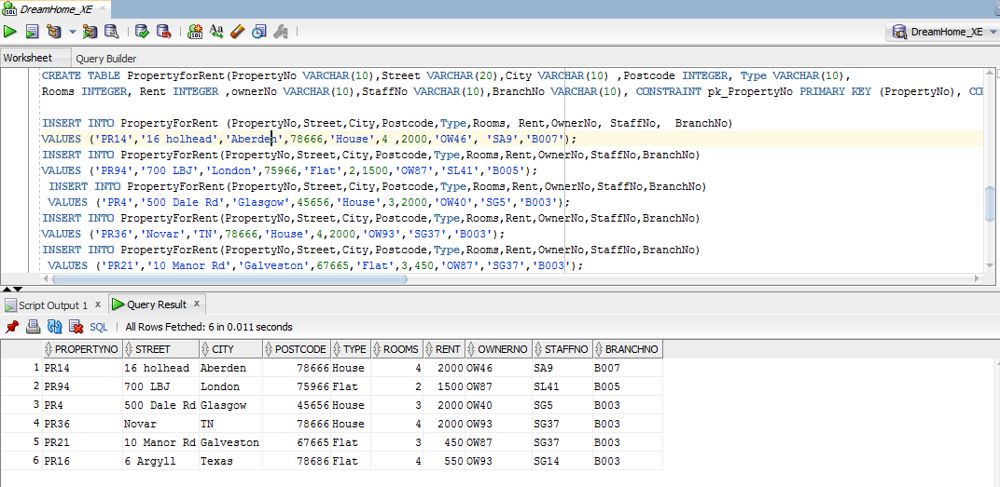 DreamHome_XE
SQL
DreamHome_XE
Worksheet Query Builder
CREATE TABLE PropertyforRent(PropertyNo VARCHAR(10),Street VARCHAR(20),City VARCHAR(10) ,Postcode INTEGER, Type VARCHAR(10),
Rooms INTEGER, Rent INTEGER ,ownerNo VARCHAR(10),StaffNo VARCHAR(10),BranchNo VARCHAR(10), CONSTRAINT pk_PropertyNo PRIMARY KEY (PropertyNo), CO
INSERT INTO PropertyForRent (PropertyNo,Street,City,Postcode,Type,Rooms, Rent,OwnerNo, StaffNo, BranchNo)
VALUES ('PR14','16 holhead','Aberden',78666,'House',4 ,2000,'OW46', 'SA9','B007');
INSERT INTO PropertyForRent(PropertyNo,Street,City,Postcode,Type,Rooms,Rent,OwnerNo,StaffNo,BranchNo)
VALUES ('PR94','700 LBJ','London',75966,'Flat',2,1500,'OW87','SL41','B005');
INSERT INTO PropertyForRent(PropertyNo,Street,City,Postcode,Type,Rooms,Rent,OwnerNo,StaffNo,BranchNo)
VALUES ('PR4','500 Dale Rd','Glasgow',45656,'House',3,2000,'OW40','SG5','B003');
INSERT INTO PropertyForRent(PropertyNo,Street,City,Postcode,Type,Rooms,Rent,OwnerNo,StaffNo,BranchNo)
VALUES ('PR36','Novar','TN',78666,'House',4,2000,'OW93','SG37','B003');
INSERT INTO PropertyForRent(PropertyNo,Street,City,Postcode,Type,Rooms,Rent,OwnerNo,StaffNo,BranchNo)
VALUES ('PR21','10 Manor Rd','Galveston',67665,'Flat',3,450,'OW87','SG37','B003');
Script Output 1 x Query Result x
SQL | All Rows Fetched: 6 in 0.011 seconds
PROPERTYNO STREET CITY POSTCODE TYPE ROOMS RENT OWNERNO STAFFNO BRANCHNO
1 PR14 16 holhead Aberden 78666 House 4 2000 OW46 SA9 B007
2 PR94 700 LBJ London 75966 Flat 2 1500 OW87 SL41 B005
3 PR4 500 Dale Rd Glasgow 45656 House 3 2000 OW40 SG5 B003
4 PR36 Novar TN 78666 House 4 2000 OW93 SG37 B003
5 PR21 10 Manor Rd Galveston 67665 Flat 3 450 OW87 SG37 B003
6 PR16 6 Argyll Texas 78686 Flat 4 550 OW93 SG14 B003